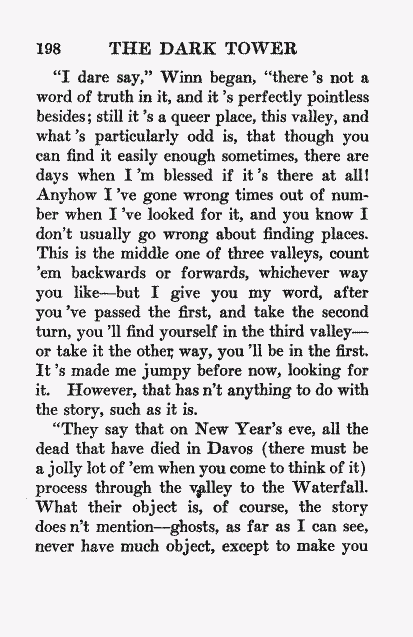 198 THE DARK TOWER
"I dare say," Winn began, "there 's not a
word of truth in it, and it 's perfectly pointless
besides; still it 's a queer place, this valley, and
what 's particularly odd is, that though you
can find it easily enough sometimes, there are
days when I 'm blessed if it 's there at all!
Anyhow I 've gone wrong times out of num-
ber when I 've looked for it, and you know I
don't usually go wrong about finding places.
This is the middle one of three valleys, count
'em backwards or forwards, whichever way
you like—but I give you my word, after
you 've passed the first, and take the second
turn, you 'll find yourself in the third valley—
or take it the other way, you 'll be in the first.
It 's made me jumpy before now, looking for
it. However, that has n't anything to do with
the story, such as it is.
"They say that on New Year's eve, all the
dead that have died in Davos (there must be
a jolly lot of 'em when you come to think of it)
process through the valley to the Waterfall.
What their object is, of course, the story
does n't mention—ghosts, as far as I can see,
never have much object, except to make you